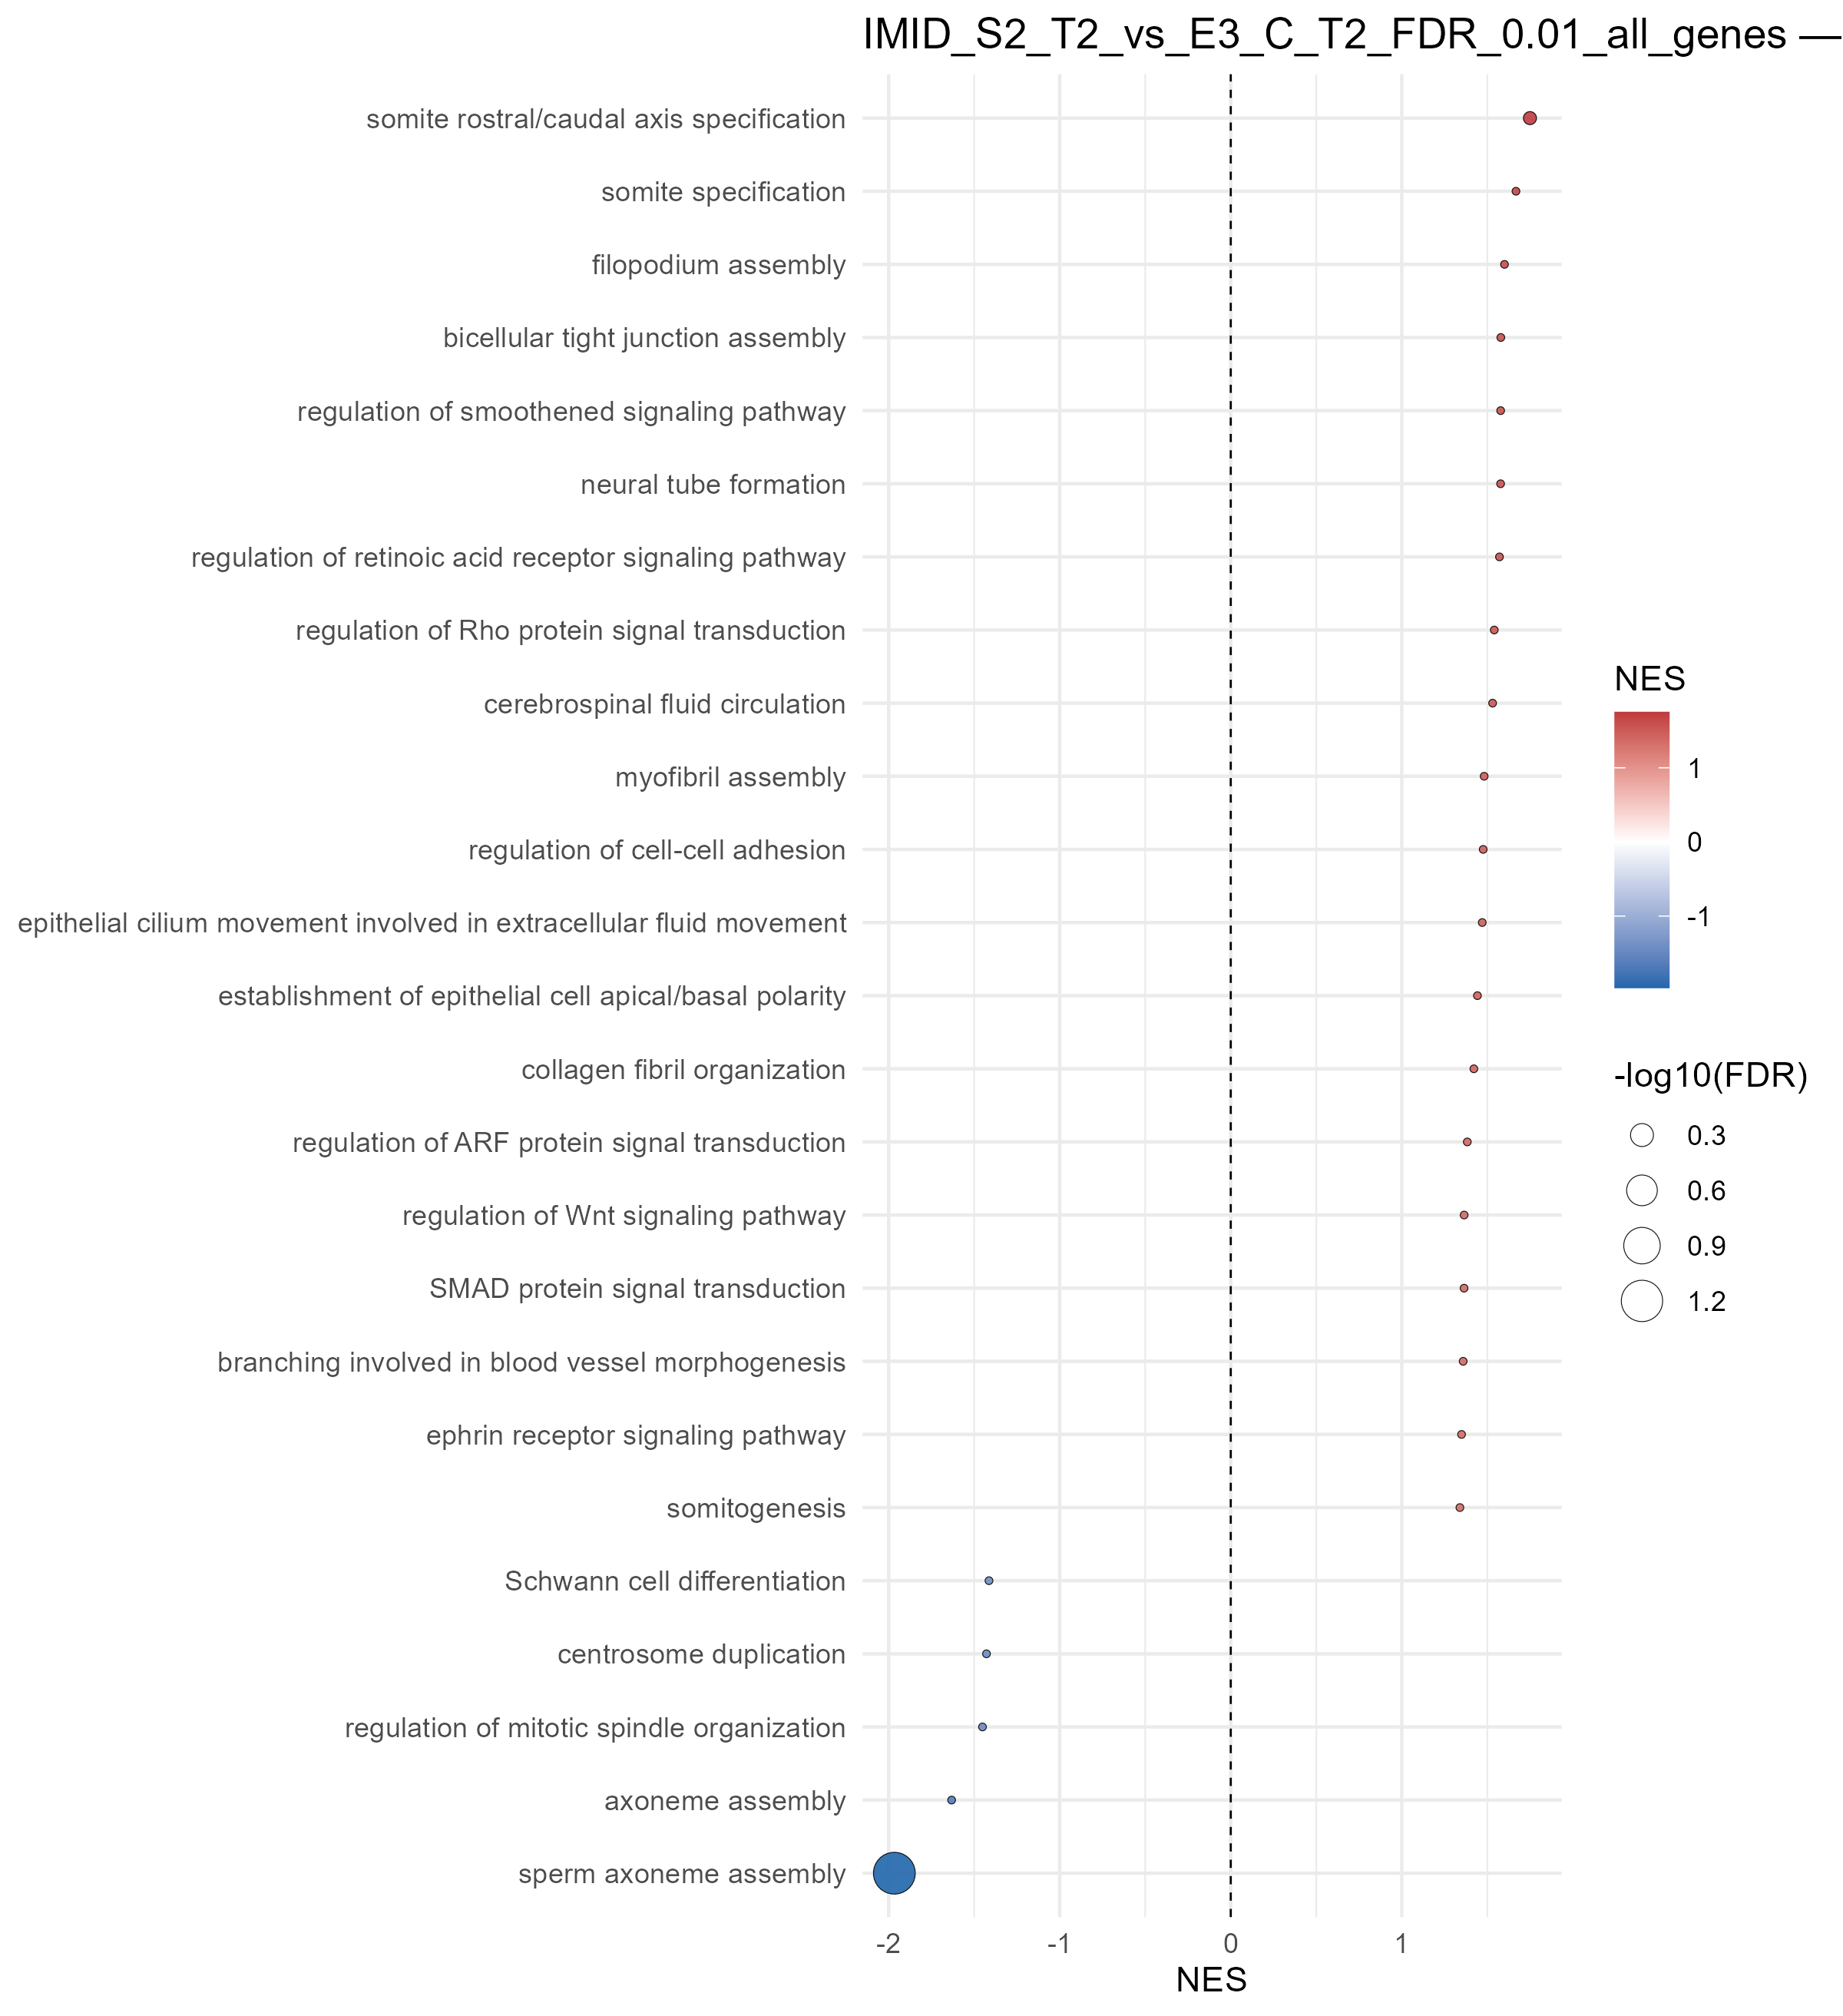 IMID_S2_T2_vs_E3_C_T2_FDR_0.01_all_genes —
somite rostral/caudal axis specification
somite specification
filopodium assembly
bicellular tight junction assembly
regulation of smoothened signaling pathway
neural tube formation
regulation of retinoic acid receptor signaling pathway
regulation of Rho protein signal transduction
cerebrospinal fluid circulation
myofibril assembly
regulation of cell-cell adhesion
epithelial cilium movement involved in extracellular fluid movement
establishment of epithelial cell apical/basal polarity
collagen fibril organization
regulation of ARF protein signal transduction
regulation of Wnt signaling pathway
SMAD protein signal transduction
branching involved in blood vessel morphogenesis
ephrin receptor signaling pathway
somitogenesis
Schwann cell differentiation
centrosome duplication
regulation of mitotic spindle organization
axoneme assembly
sperm axoneme assembly
-2 -1 0 1
NES
NES
1
0
-1
-log10(FDR)
0.3
0.6
0.9
1.2